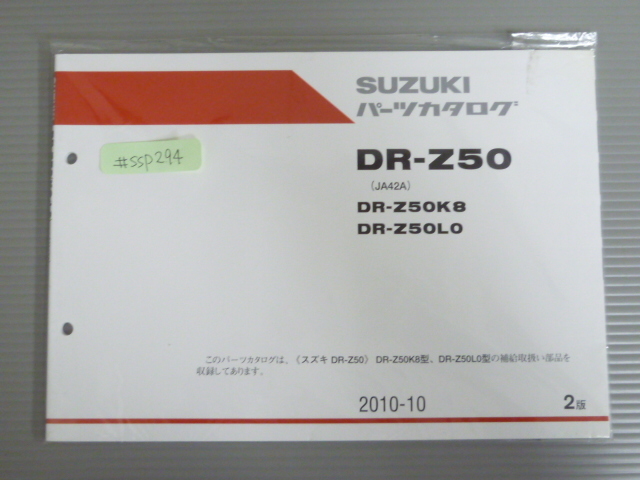 SUZUKI
パーツカタログ
#SSP294
DR-Z50
(JA42A)
DR-Z50K8
DR-Z50L0
このパーツカタログは、《スズキ DR-Z50》 DR-Z50K8型、DR-Z50L0型の補給取扱い部品を
収録してあります。
2010-10
2版